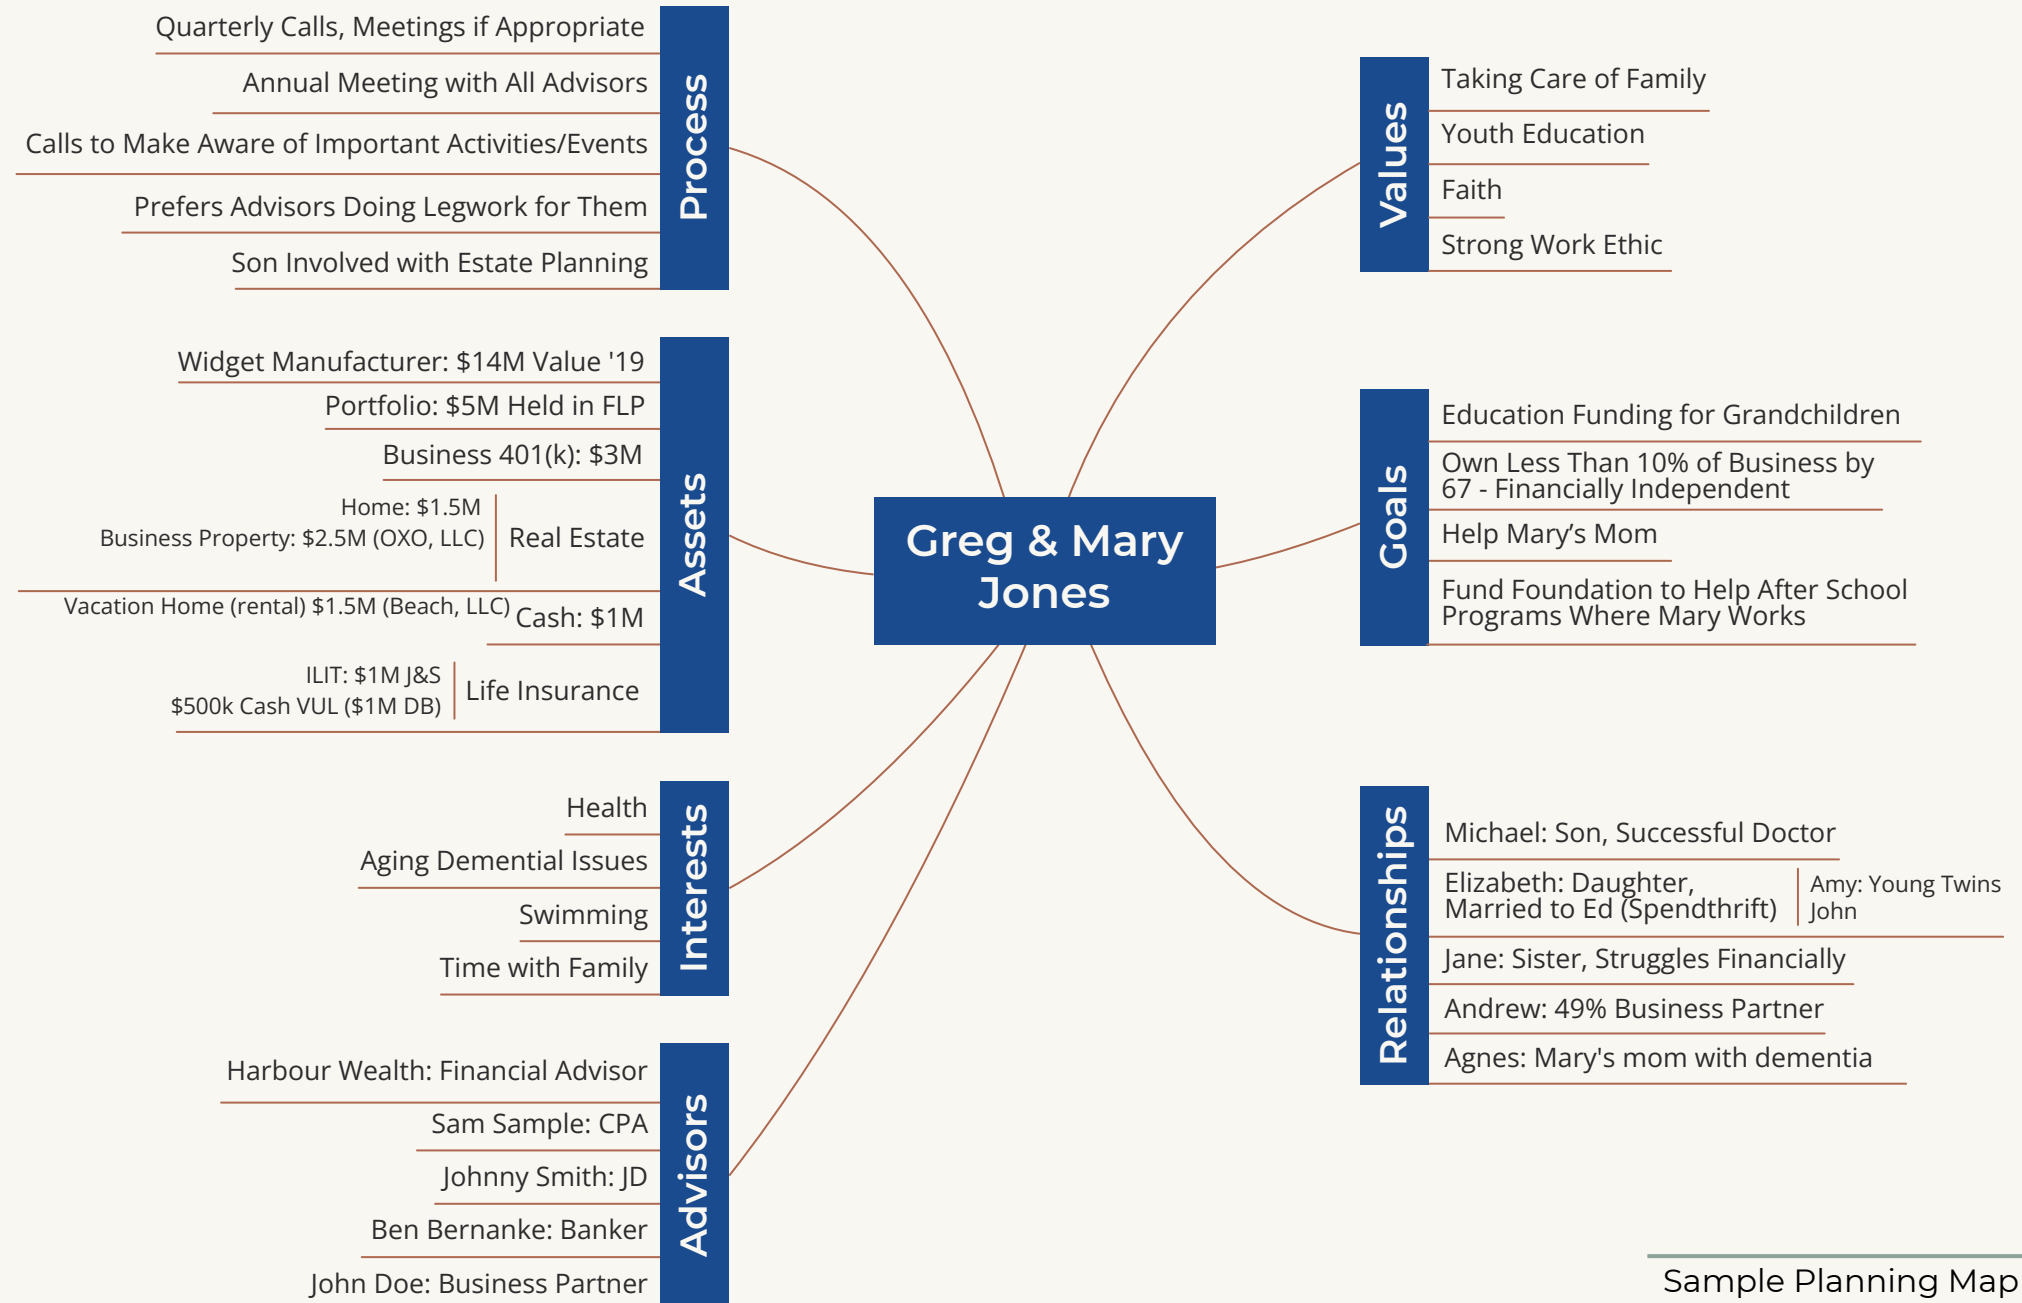 Process
Quarterly Calls, Meetings if Appropriate
Annual Meeting with All Advisors
Calls to Make Aware of Important Activities/Events
Prefers Advisors Doing Legwork for Them
Son Involved with Estate Planning
Assets
Widget Manufacturer: $14M Value '19
Portfolio: $5M Held in FLP
Business 401(k): $3M
Real Estate
Home: $1.5M
Business Property: $2.5M (OXO, LLC)
Vacation Home (rental) $1.5M (Beach, LLC)
Cash: $1M
Life Insurance
ILIT: $1M J&S
$500k Cash VUL ($1M DB)
Interests
Health
Aging Demential Issues
Swimming
Time with Family
Advisors
Harbour Wealth: Financial Advisor
Sam Sample: CPA
Johnny Smith: JD
Ben Bernanke: Banker
John Doe: Business Partner
Greg & Mary
Jones
Values
Taking Care of Family
Youth Education
Faith
Strong Work Ethic
Goals
Education Funding for Grandchildren
Own Less Than 10% of Business by
67 - Financially Independent
Help Mary’s Mom
Fund Foundation to Help After School
Programs Where Mary Works
Relationships
Michael: Son, Successful Doctor
Elizabeth: Daughter,
Married to Ed (Spendthrift)
Amy: Young Twins
John
Jane: Sister, Struggles Financially
Andrew: 49% Business Partner
Agnes: Mary's mom with dementia
Sample Planning Map